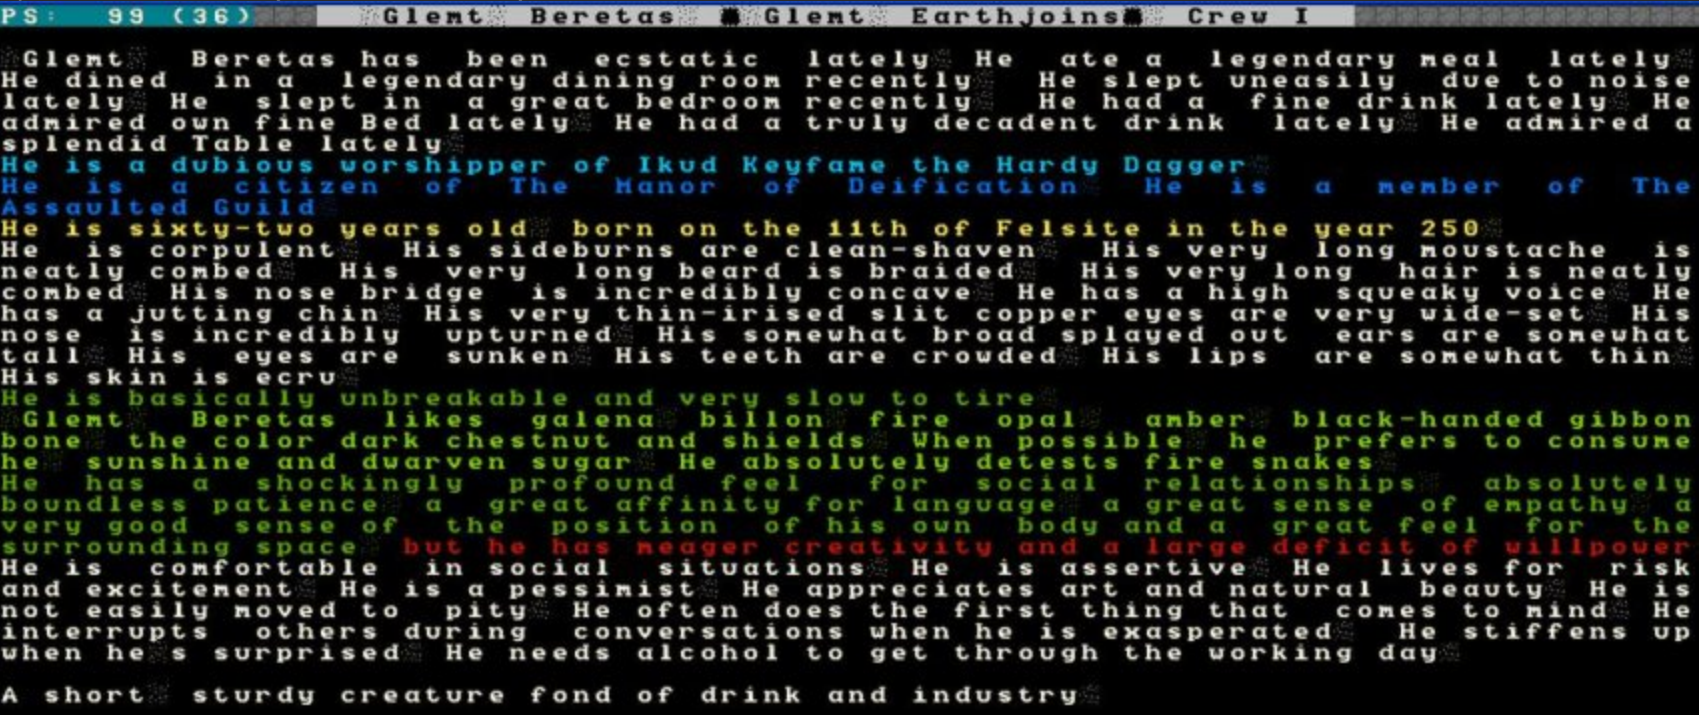 PS: 99 (36) Glemt Beretas Glemt Earthjoins Crew I
Glemt Beretas has been ecstatic lately He ate a legendary meal lately
He dined in a legendary dining room recently He slept uneasily due to noise
lately He slept in a great bedroom recently He had a fine drink lately He
admired own fine Bed lately He had a truly decadent drink lately He admired a
splendid Table lately
He is a dubious worshipper of Ikud Keyfame the Hardy Dagger
He is a citizen of The Manor of Deification He is a member of The
Assaulted Guild
He is sixty-two years old born on the 11th of Felsite in the year 250
He is corpulent His sideburns are clean-shaven His very long moustache is
neatly combed His very long beard is braided His very long hair is neatly
combed His nose bridge is incredibly concave He has a high squeaky voice He
has a jutting chin His very thin-irised slit copper eyes are very wide-set His
nose is incredibly upturned His somewhat broad splayed out ears are somewhat
tall His eyes are sunken His teeth are crowded His lips are somewhat thin
His skin is ecru
He is basically unbreakable and very slow to tire
Glemt Beretas likes galena billon fire opal amber black-handed gibbon
bone the color dark chestnut and shields When possible he prefers to consume
he sunshine and dwarven sugar He absolutely detests fire snakes
He has a shockingly profound feel for social relationships absolutely
boundless patience a great affinity for language a great sense of empathy a
very good sense of the position of his own body and a great feel for the
surrounding space but he has meager creativity and a large deficit of willpower
He is comfortable in social situations He is assertive He lives for risk
and excitement He is a pessimist He appreciates art and natural beauty He is
not easily moved to pity He often does the first thing that comes to mind He
interrupts others during conversations when he is exasperated He stiffens up
when he s surprised He needs alcohol to get through the working day
A short sturdy creature fond of drink and industry